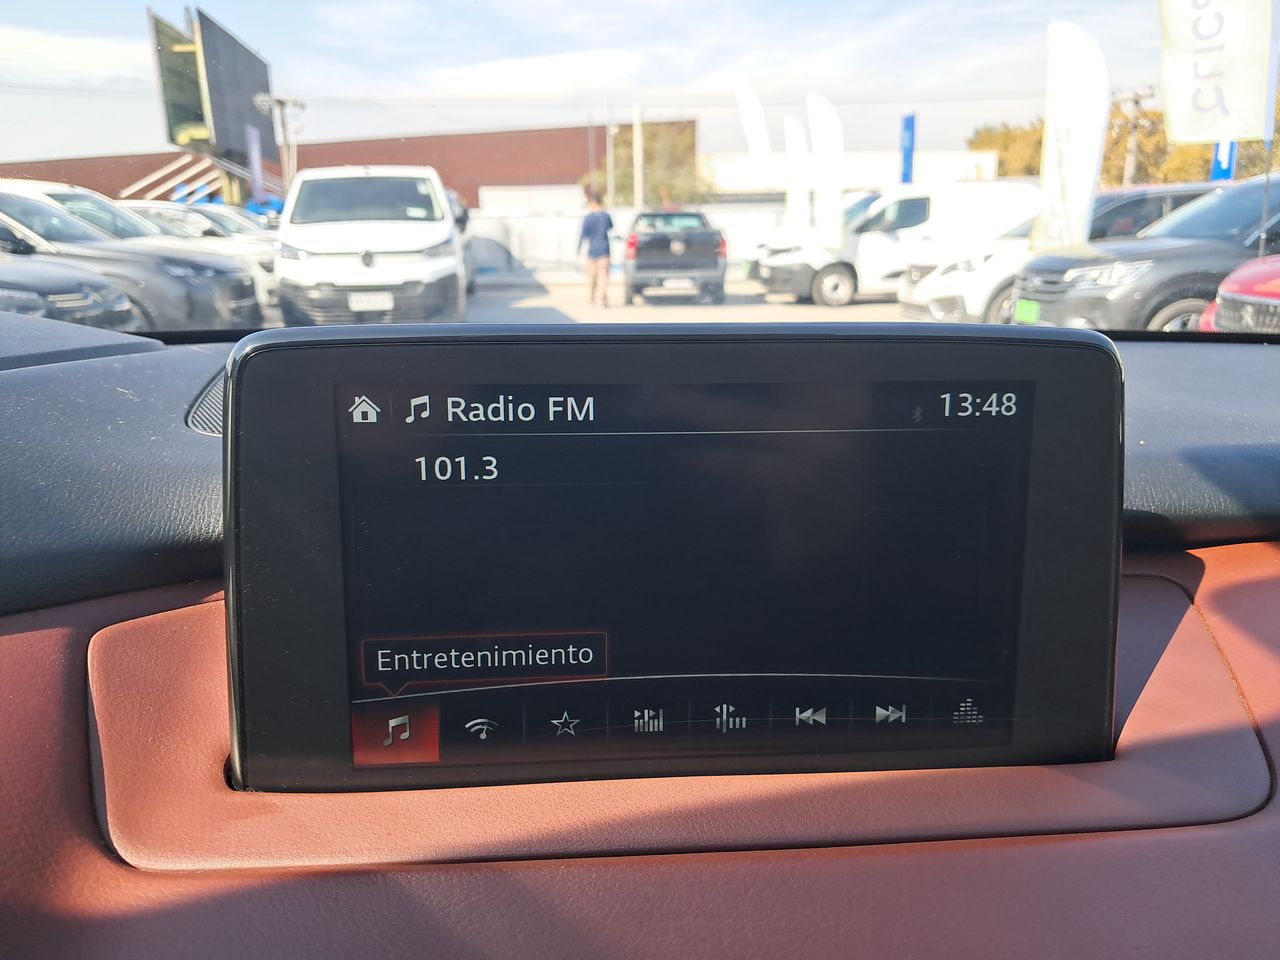 Radio FM
13:48
101.3
Entretenimiento